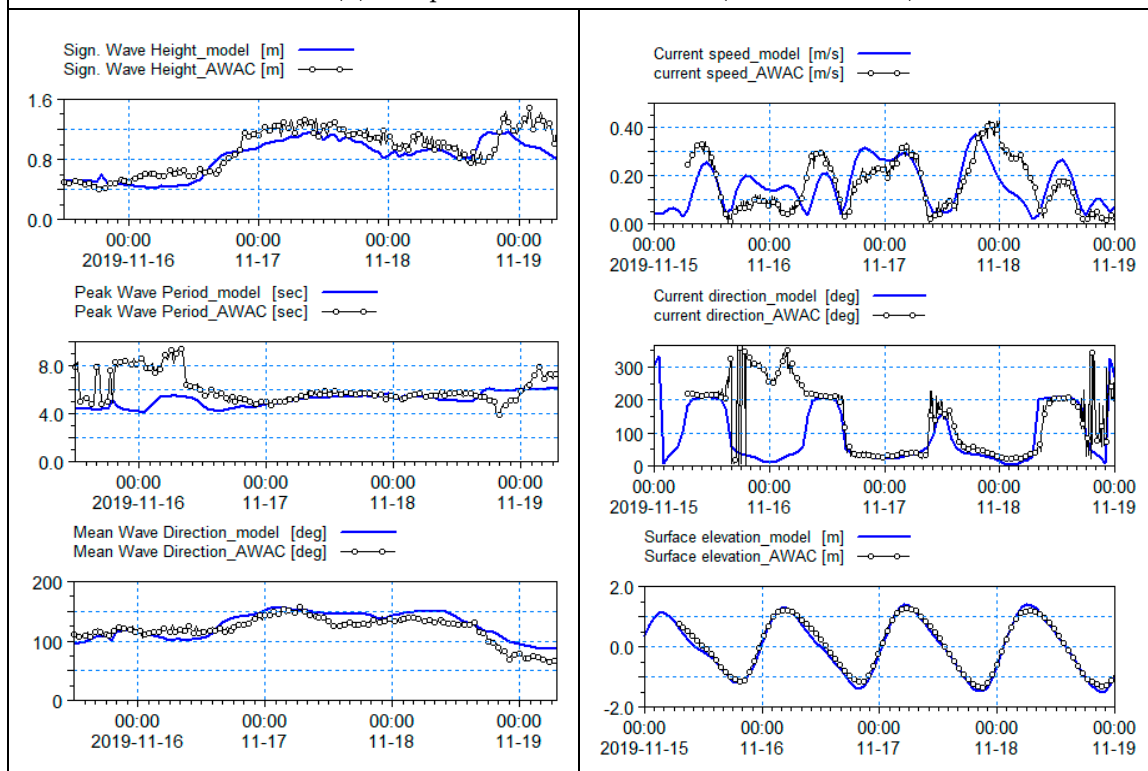 Sign. Wave Height_model [m]
Sign. Wave Height_AWAC [m]
1.6
0.8
0.0
00:00 00:00 00:00 00:00
2019-11-16 11-17 11-18 11-19
Peak Wave Period_model [sec]
Peak Wave Period_AWAC [sec]
8.0
4.0
0.0
00:00 00:00 00:00 00:00
2019-11-16 11-17 11-18 11-19
Mean Wave Direction_model [deg]
Mean Wave Direction_AWAC [deg]
200
100
0
00:00 00:00 00:00 00:00
2019-11-16 11-17 11-18 11-19
Current speed_model [m/s]
current speed_AWAC [m/s]
0.40
0.20
0.00
00:00 00:00 00:00 00:00 00:00
2019-11-15 11-16 11-17 11-18 11-19
Current direction_model [deg]
current direction_AWAC [deg]
300
200
100
0
00:00 00:00 00:00 00:00 00:00
2019-11-15 11-16 11-17 11-18 11-19
Surface elevation_model [m]
Surface elevation_AWAC [m]
2.0
0.0
-2.0
00:00 00:00 00:00 00:00 00:00
2019-11-15 11-16 11-17 11-18 11-19